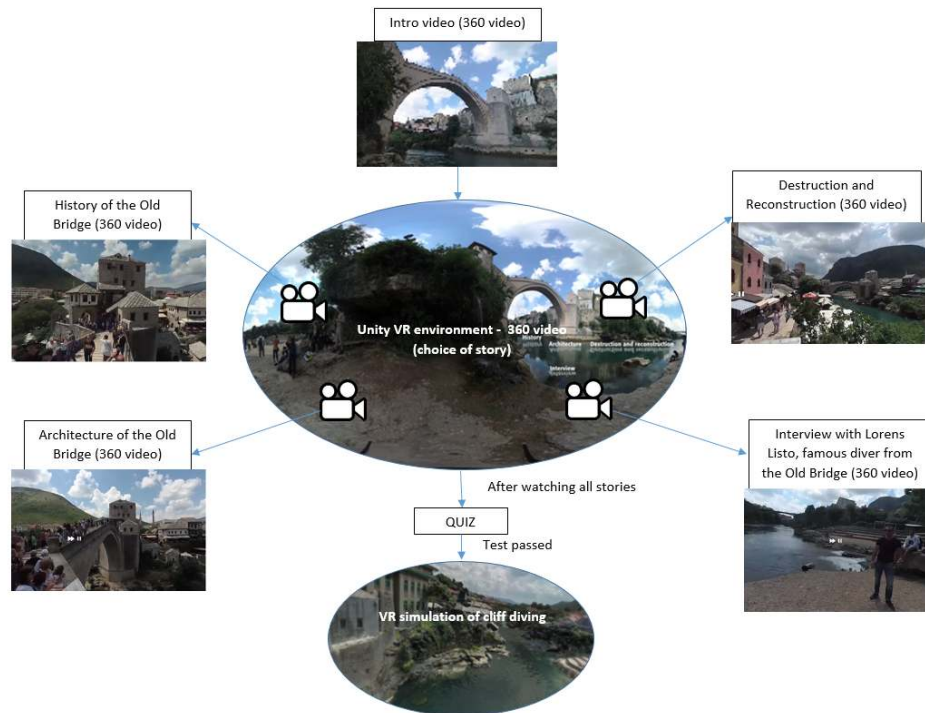 Intro video (360 video)
History of the Old
Bridge (360 video)
Destruction and
Reconstruction (360 video)
Unity VR environment - 360 video
(choice of story)
History
Architecture
Destruction and reconstruction
Interview
Architecture of the Old
Bridge (360 video)
Interview with Lorens
Listo, famous diver from
the Old Bridge (360 video)
After watching all stories
QUIZ
Test passed
VR simulation of cliff diving